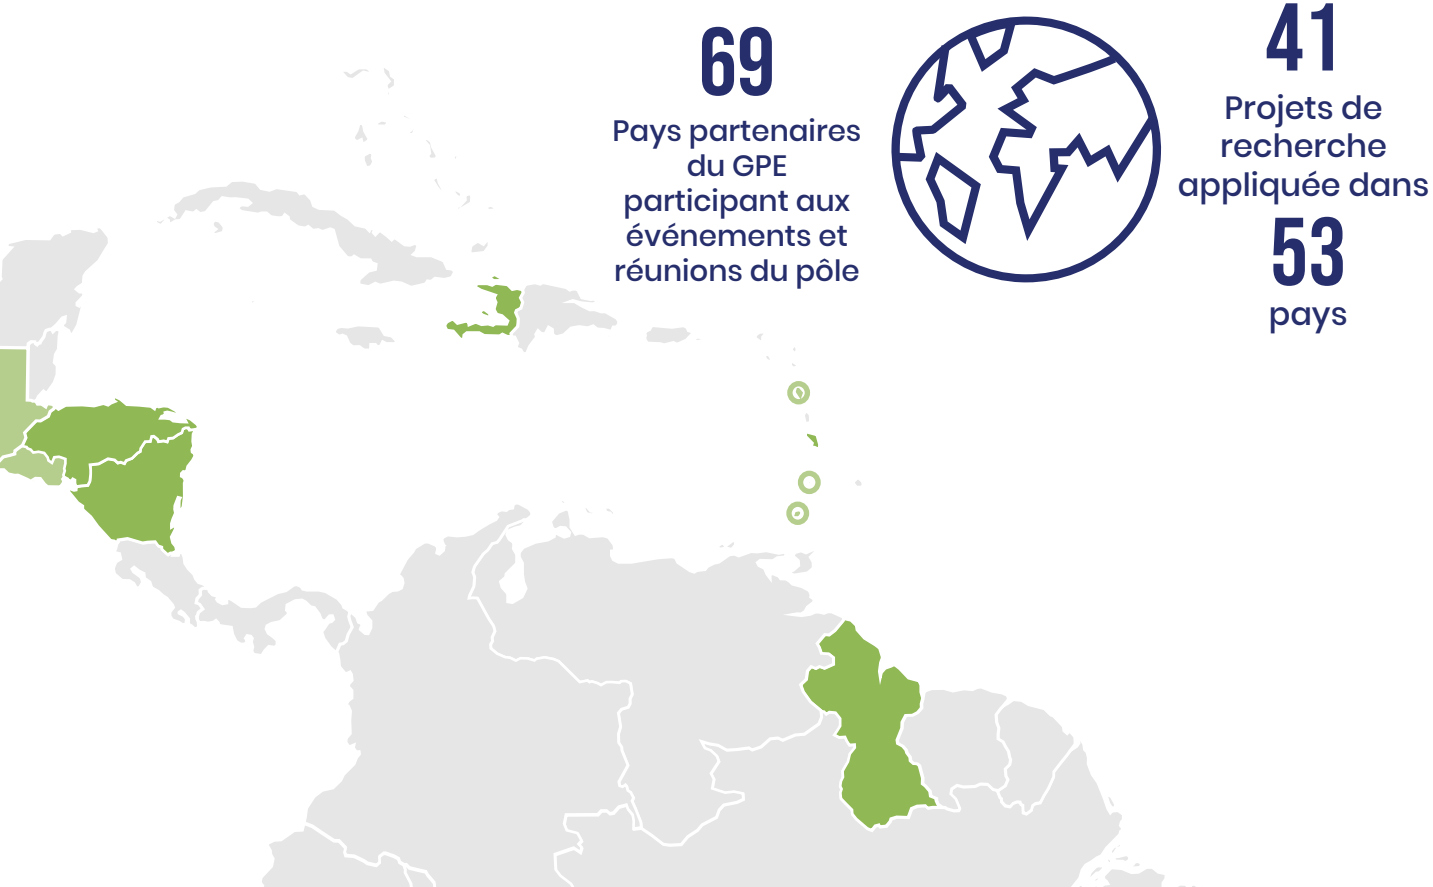 69
Pays partenaires
du GPE
participant aux
événements et
réunions du pôle
41
Projets de
recherche
appliquée dans
53
pays